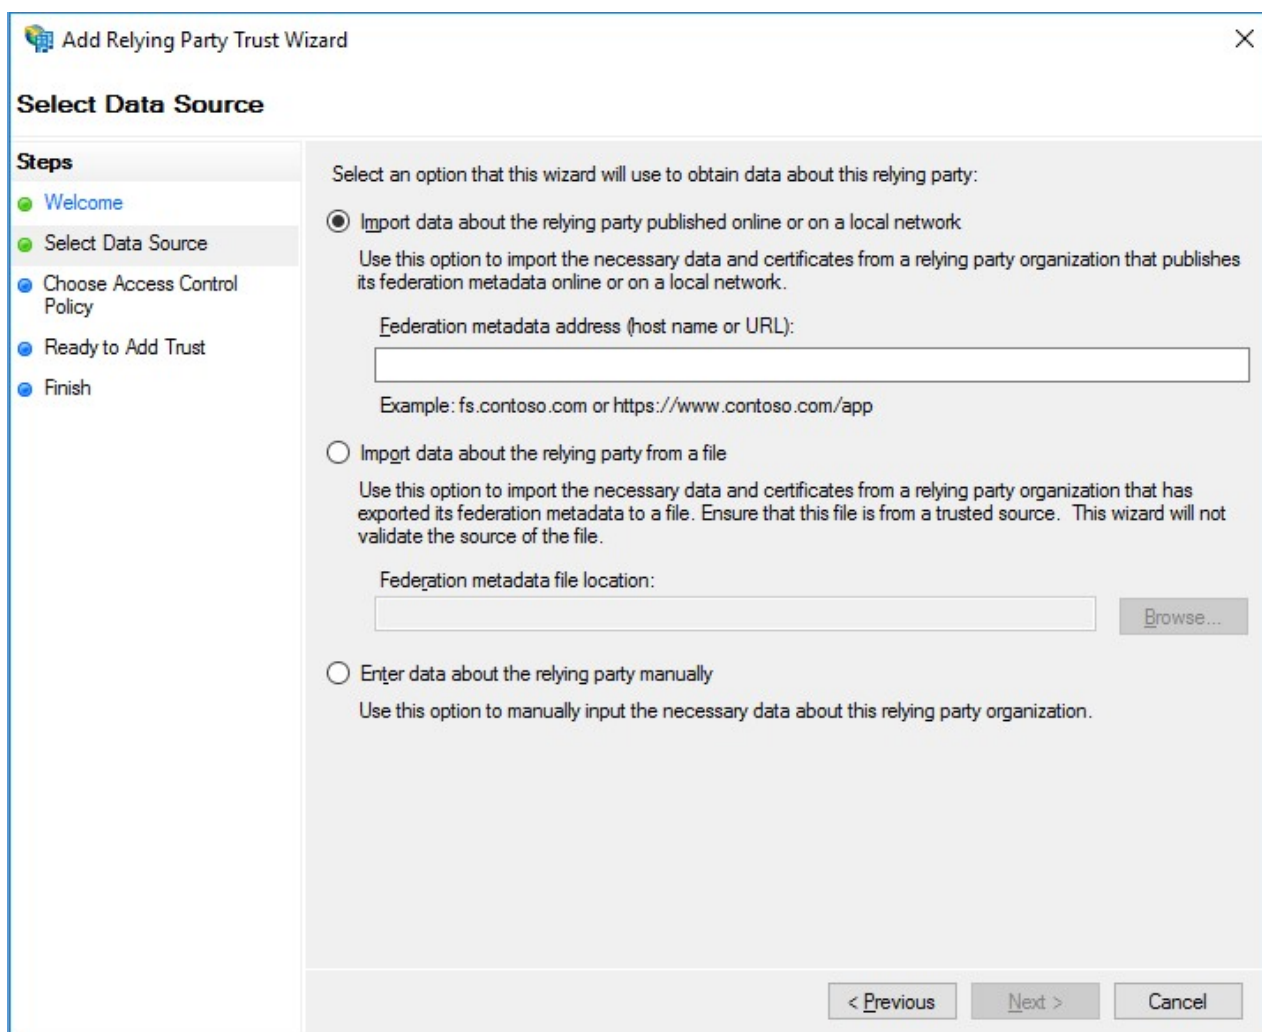 Add Relying Party Trust Wizard
Select Data Source
Steps
Welcome
Select Data Source
Choose Access Control
Policy
Ready to Add Trust
Finish
Select an option that this wizard will use to obtain data about this relying party:
Import data about the relying party published online or on a local network
Use this option to import the necessary data and certificates from a relying party organization that publishes
its federation metadata online or on a local network.
Federation metadata address (host name or URL):
Example: fs.contoso.com or https://www.contoso.com/app
Import data about the relying party from a file
Use this option to import the necessary data and certificates from a relying party organization that has
exported its federation metadata to a file. Ensure that this file is from a trusted source.  This wizard will not
validate the source of the file.
Federation metadata file location:
Browse...
Enter data about the relying party manually
Use this option to manually input the necessary data about this relying party organization.
< Previous
Next >
Cancel